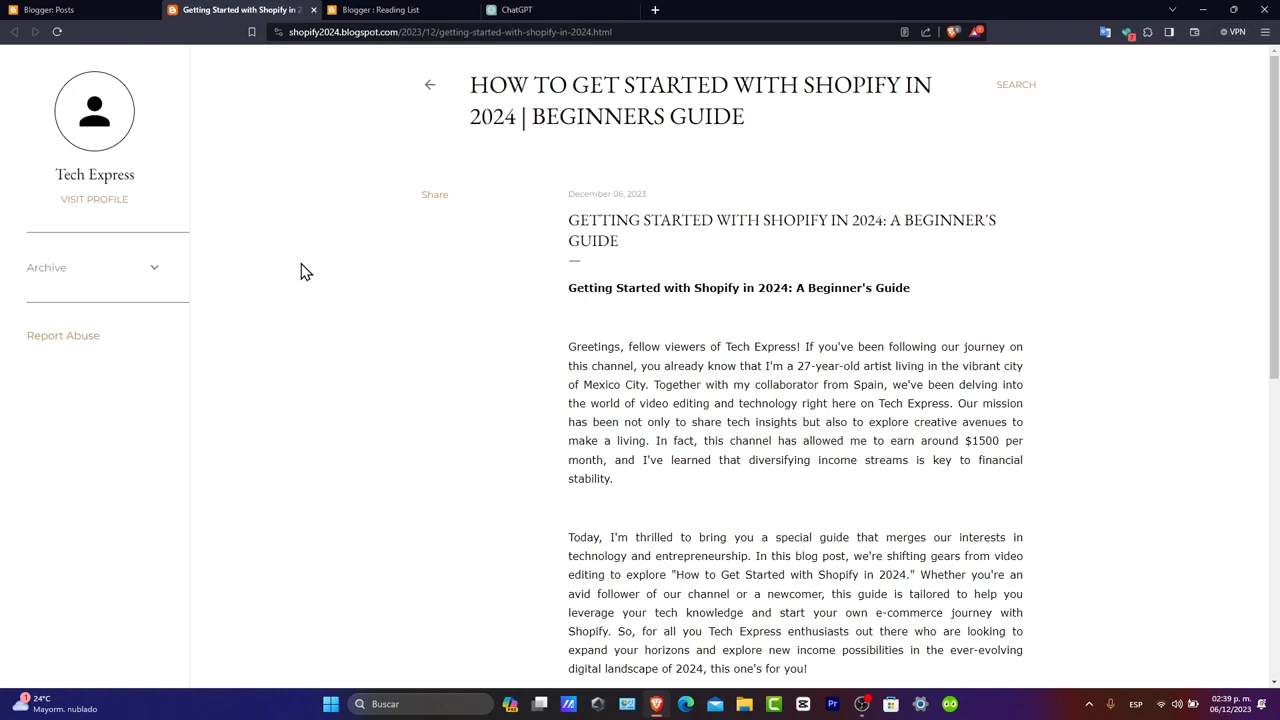 Blogger: Posts
Getting Started with Shopify in 2
Blogger : Reading List
ChatGPT
shopify2024.blogspot.com/2023/12/getting-started-with-shopify-in-2024.html
VPN
HOW TO GET STARTED WITH SHOPIFY IN
2024 | BEGINNERS GUIDE
SEARCH
Tech Express
VISIT PROFILE
Archive
Report Abuse
Share
December 06, 2023
GETTING STARTED WITH SHOPIFY IN 2024: A BEGINNER'S
GUIDE
Getting Started with Shopify in 2024: A Beginner's Guide
Greetings, fellow viewers of Tech Express! If you've been following our journey on
this channel, you already know that I'm a 27-year-old artist living in the vibrant city
of Mexico City. Together with my collaborator from Spain, we've been delving into
the world of video editing and technology right here on Tech Express. Our mission
has been not only to share tech insights but also to explore creative avenues to
make a living. In fact, this channel has allowed me to earn around $1500 per
month, and I've learned that diversifying income streams is key to financial
stability.
Today, I'm thrilled to bring you a special guide that merges our interests in
technology and entrepreneurship. In this blog post, we're shifting gears from video
editing to explore "How to Get Started with Shopify in 2024." Whether you're an
avid follower of our channel or a newcomer, this guide is tailored to help you
leverage your tech knowledge and start your own e-commerce journey with
Shopify. So, for all you Tech Express enthusiasts out there who are looking to
expand your horizons and explore new income possibilities in the ever-evolving
digital landscape of 2024, this one's for you!
24°C
Mayorm. nublado
Buscar
ESP
02:39 p. m.
06/12/2023